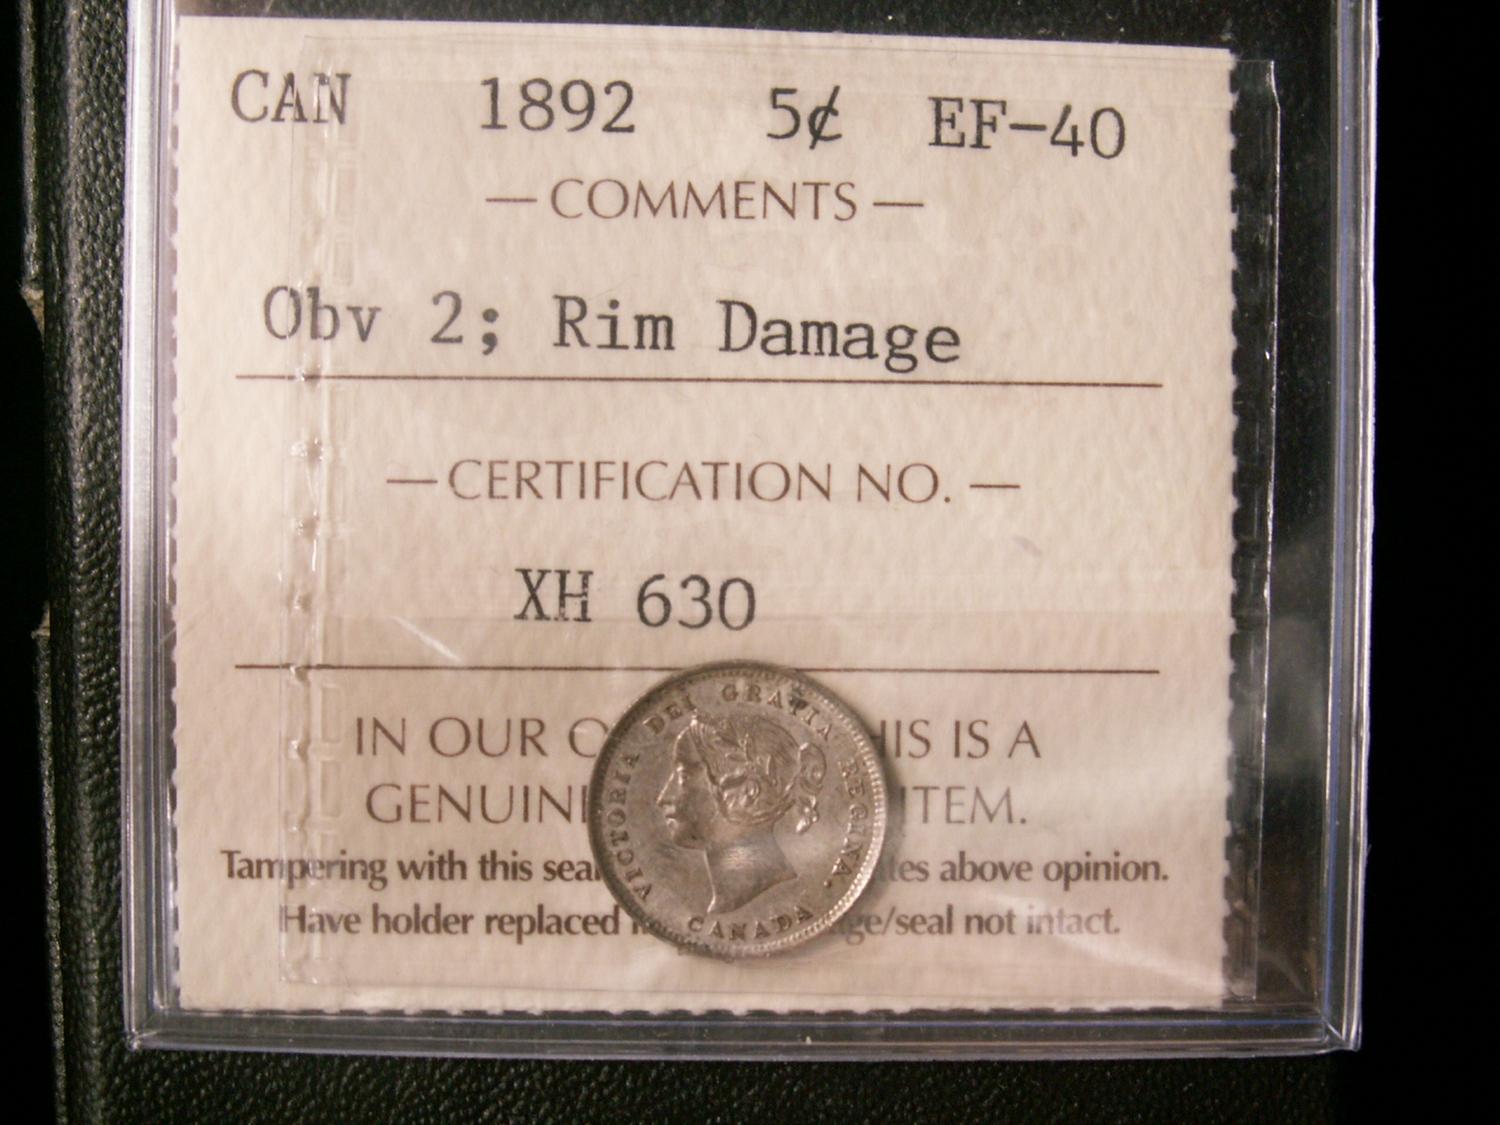 CAN 1892 5¢ EF-40
— COMMENTS —
Obv 2; Rim Damage
— CERTIFICATION NO. —
XH 630
IN OUR O HIS IS A
GENUIN ITEM.
Tampering with this seal tes above opinion.
Have holder replaced ge/seal not intact.
VICTORIA DEI GRATIA REGINA.
CANADA